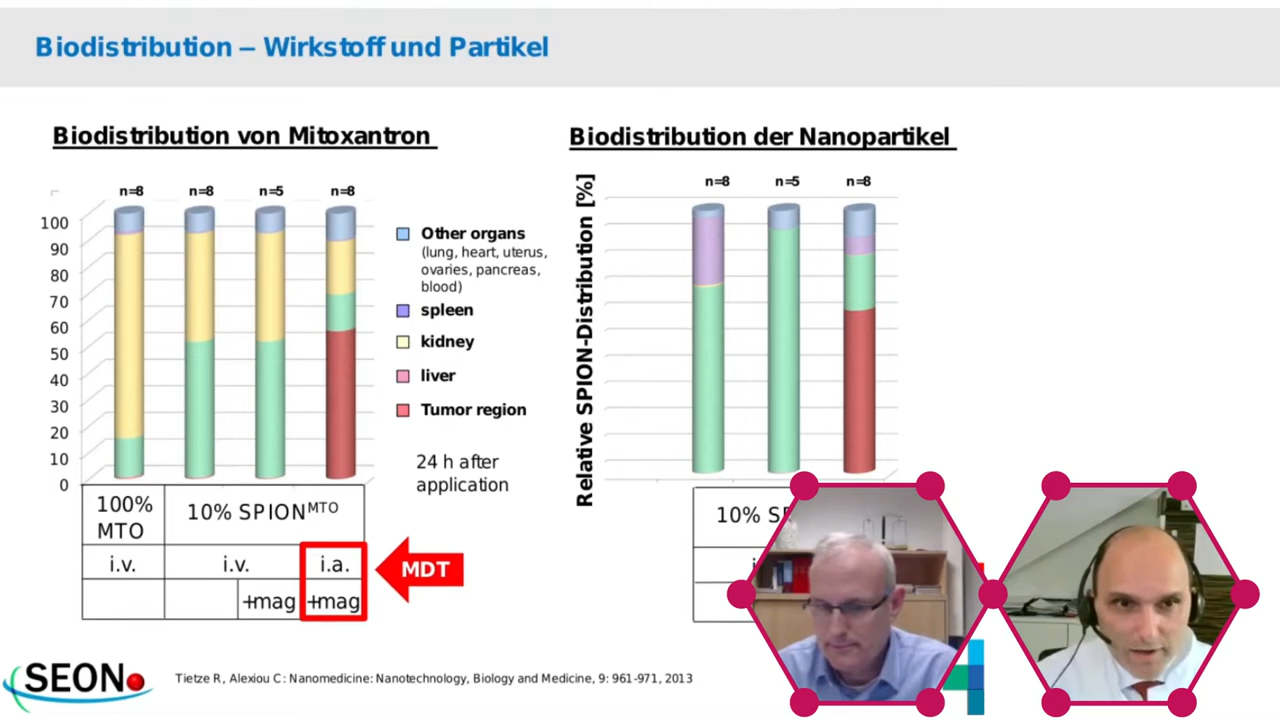 Biodistribution – Wirkstoff und Partikel
Biodistribution von Mitoxantron
n=8 n=8 n=5 n=8
100
90
80
70
60
50
40
30
20
10
0
Other organs
(lung, heart, uterus,
ovaries, pancreas,
blood)
spleen
kidney
liver
Tumor region
24 h after
application
100%
MTO
10% SPIONMTO
i.v. i.v. i.a.
+mag +mag
MDT
Biodistribution der Nanopartikel
Relative SPION-Distribution [%]
n=8 n=5 n=8
10%
SEON
Tietze R, Alexiou C: Nanomedicine: Nanotechnology, Biology and Medicine, 9: 961-971, 2013